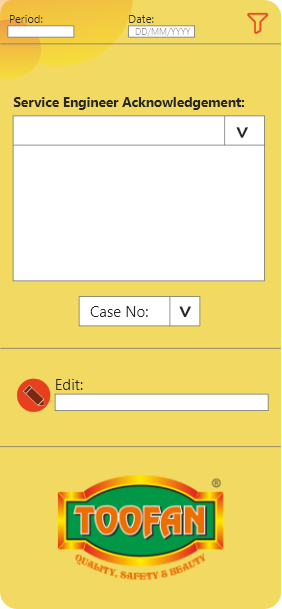 Period:
Date:
DD/MM/YYYY
Service Engineer Acknowledgement:
V
Case No:
V
Edit:
®
TOOFAN
QUALITY, SAFETY & BEAUTY